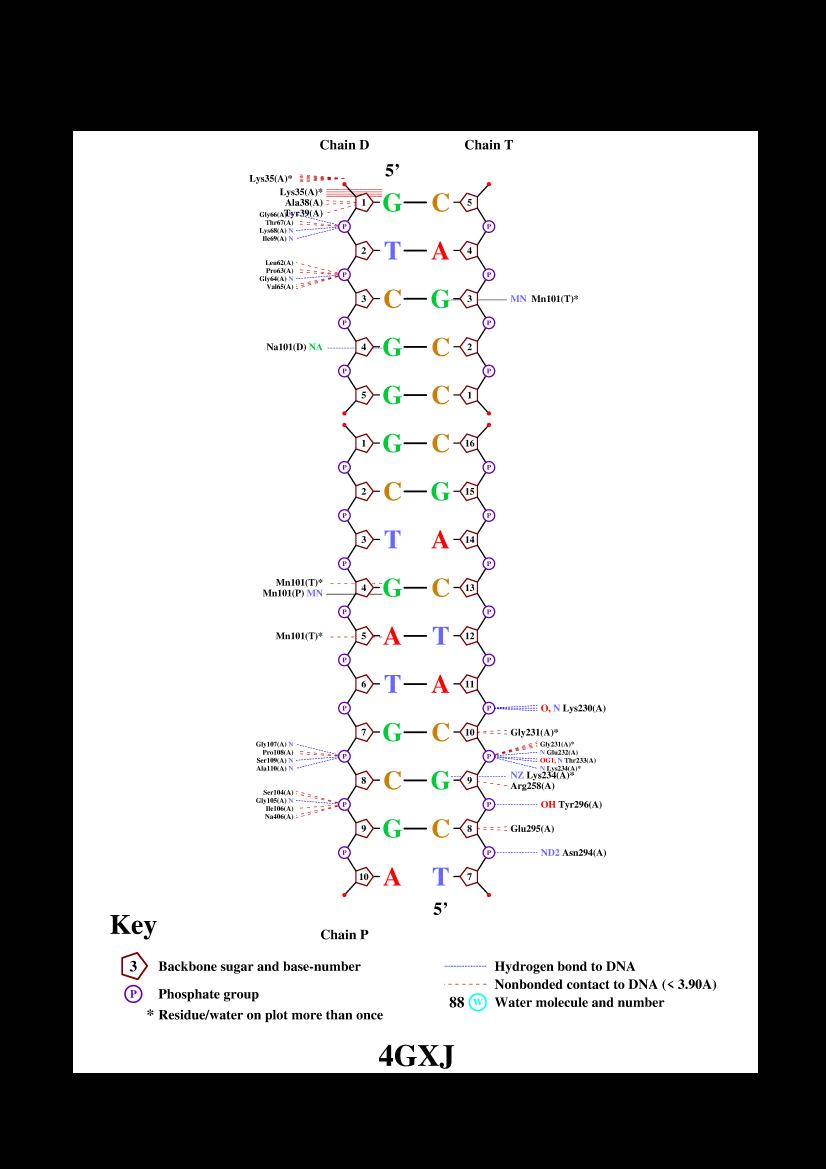 Chain D Chain T
5’
Lys35(A)*
Lys35(A)*
Ala38(A) 1 G C 5
Tyr39(A)
Gly66(A) N
Thr67(A) P P
Lys68(A) N
Ile69(A) N
2 T A 4
Leu62(A)
Pro63(A) P P
Gly64(A) N
Val65(A)
3 C G 3 MN Mn101(T)*
P P
Na101(D) NA 4 G C 2
P P
5 G C 1
1 G C 16
P P
2 C G 15
P P
3 T A 14
P P
Mn101(T)*
4 G C 13
Mn101(P) MN
P P
Mn101(T)* 5 A T 12
P P
6 T A 11
P P O, N Lys230(A)
7 G C 10 Gly231(A)*
Gly107(A) N Gly231(A)*
Pro108(A) P P N Glu232(A)
Ser109(A) N OG1, N Thr233(A)
Ala110(A) N N Lys234(A)*
NZ Lys234(A)*
8 C G 9
Arg258(A)
Ser104(A)
Gly105(A) N P P OH Tyr296(A)
Ile106(A)
Na406(A)
9 G C 8 Glu295(A)
P P ND2 Asn294(A)
10 A T 7
5’
Key
Chain P
3 Backbone sugar and base-number
P Phosphate group
* Residue/water on plot more than once
Hydrogen bond to DNA
Nonbonded contact to DNA (< 3.90A)
88 W Water molecule and number
4GXJ